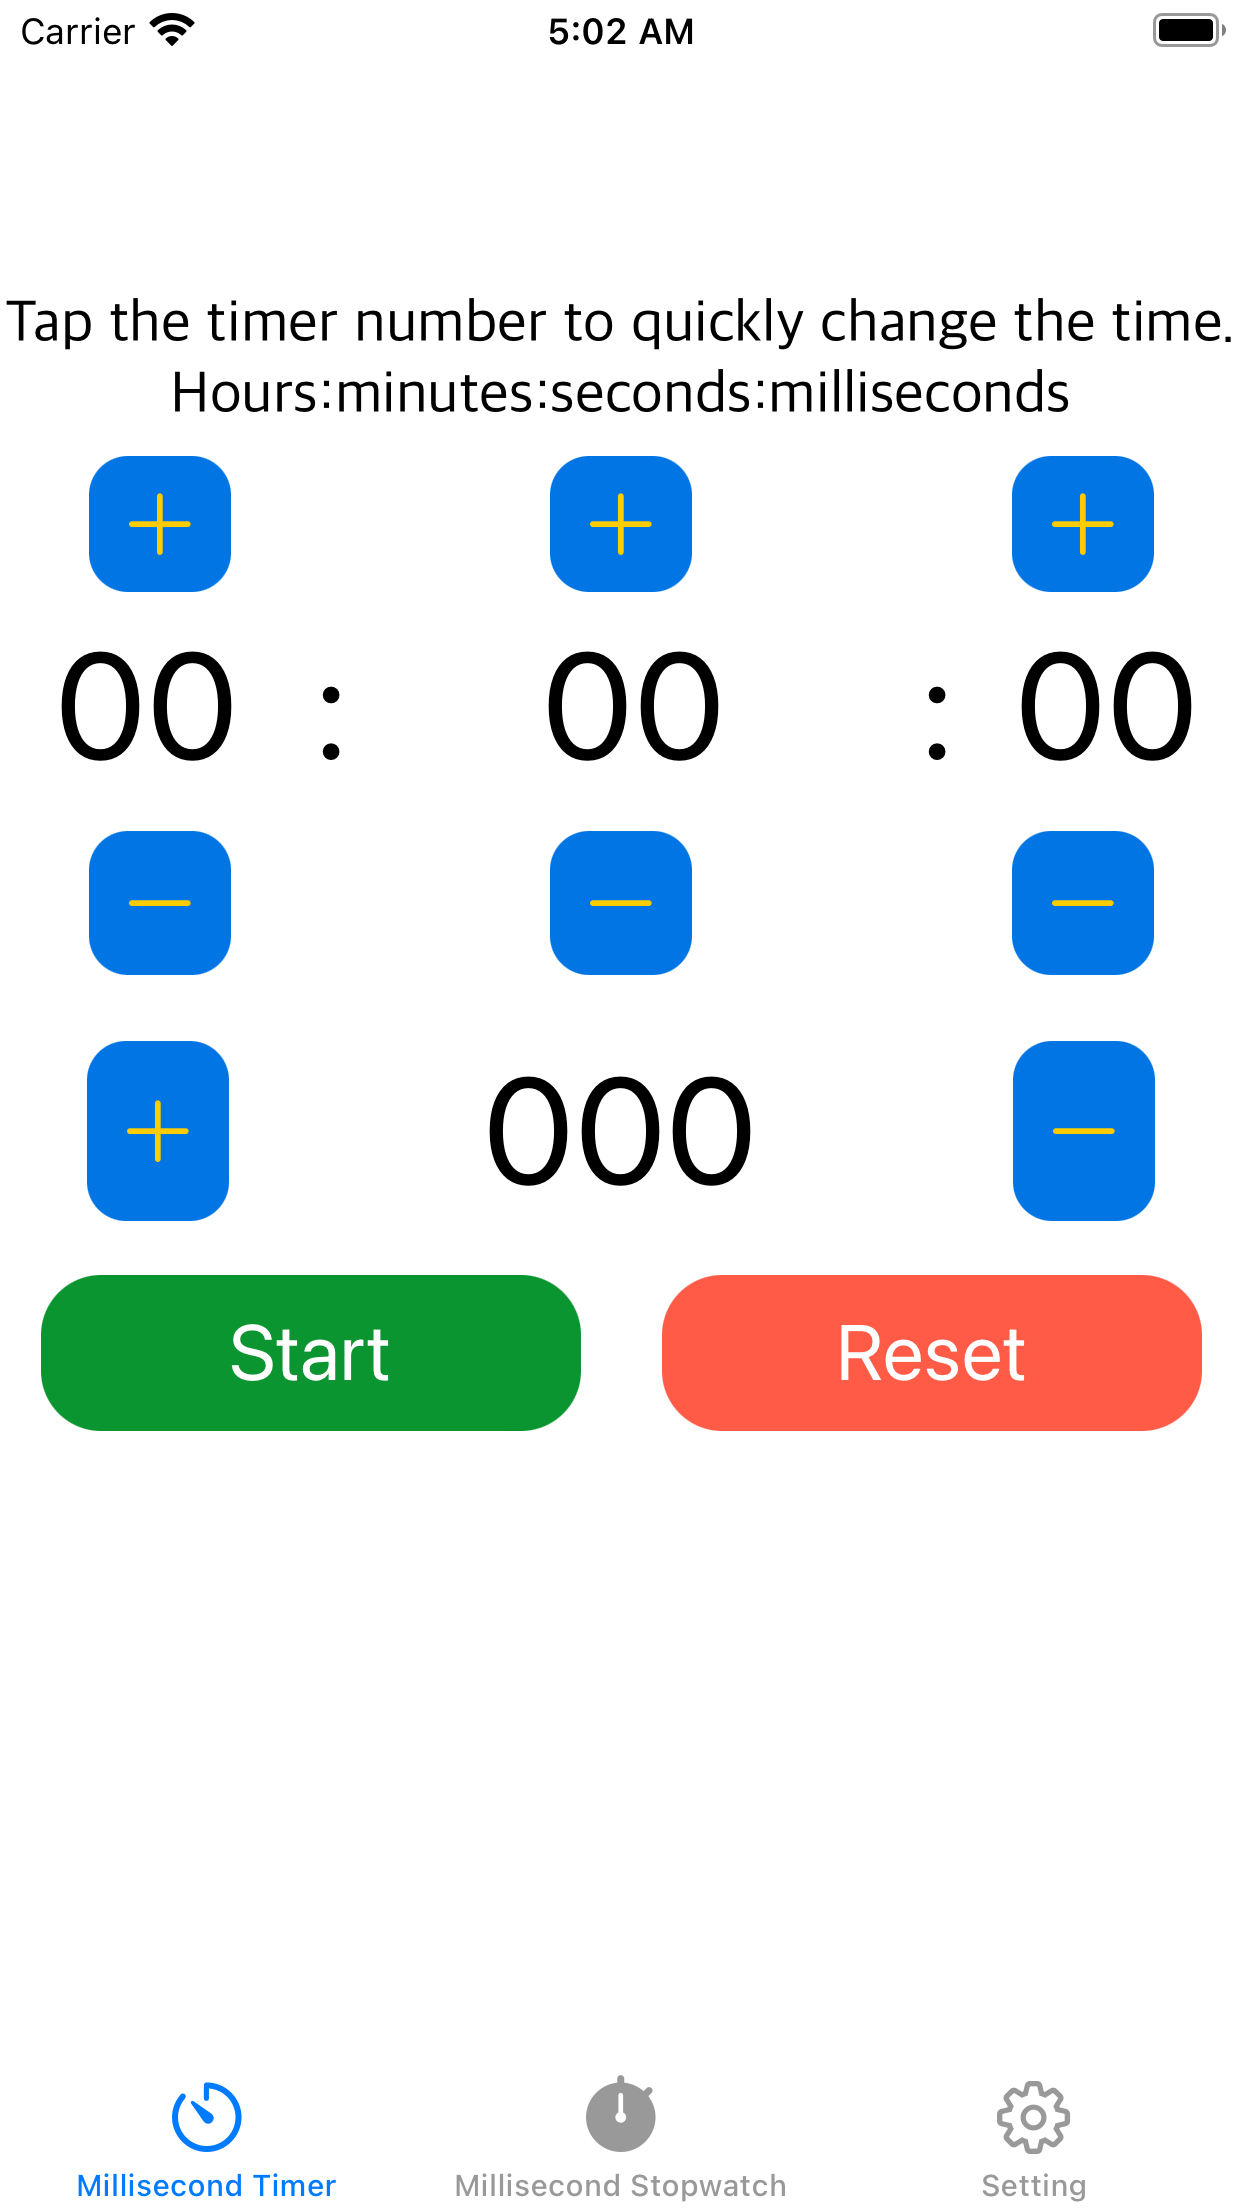 Carrier 5:02 AM
Tap the timer number to quickly change the time.
Hours:minutes:seconds:milliseconds
+ + +
00 : 00 : 00
− − −
+ 000 −
Start Reset
Millisecond Timer Millisecond Stopwatch Setting